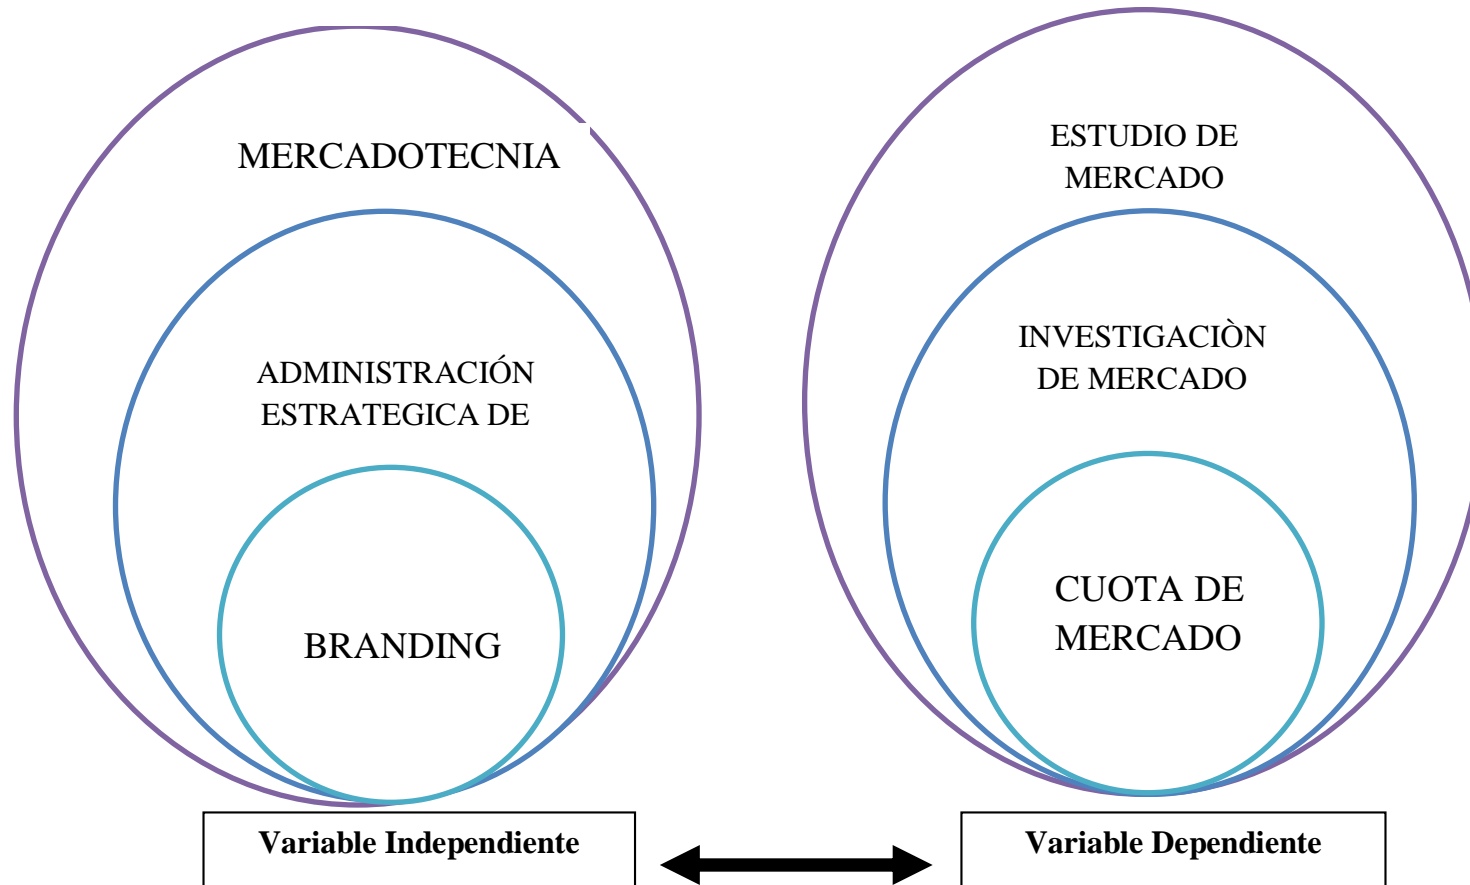 MERCADOTECNIA
ADMINISTRACIÓN
ESTRATEGICA DE
BRANDING
Variable Independiente
ESTUDIO DE
MERCADO
INVESTIGACIÒN
DE MERCADO
CUOTA DE
MERCADO
Variable Dependiente